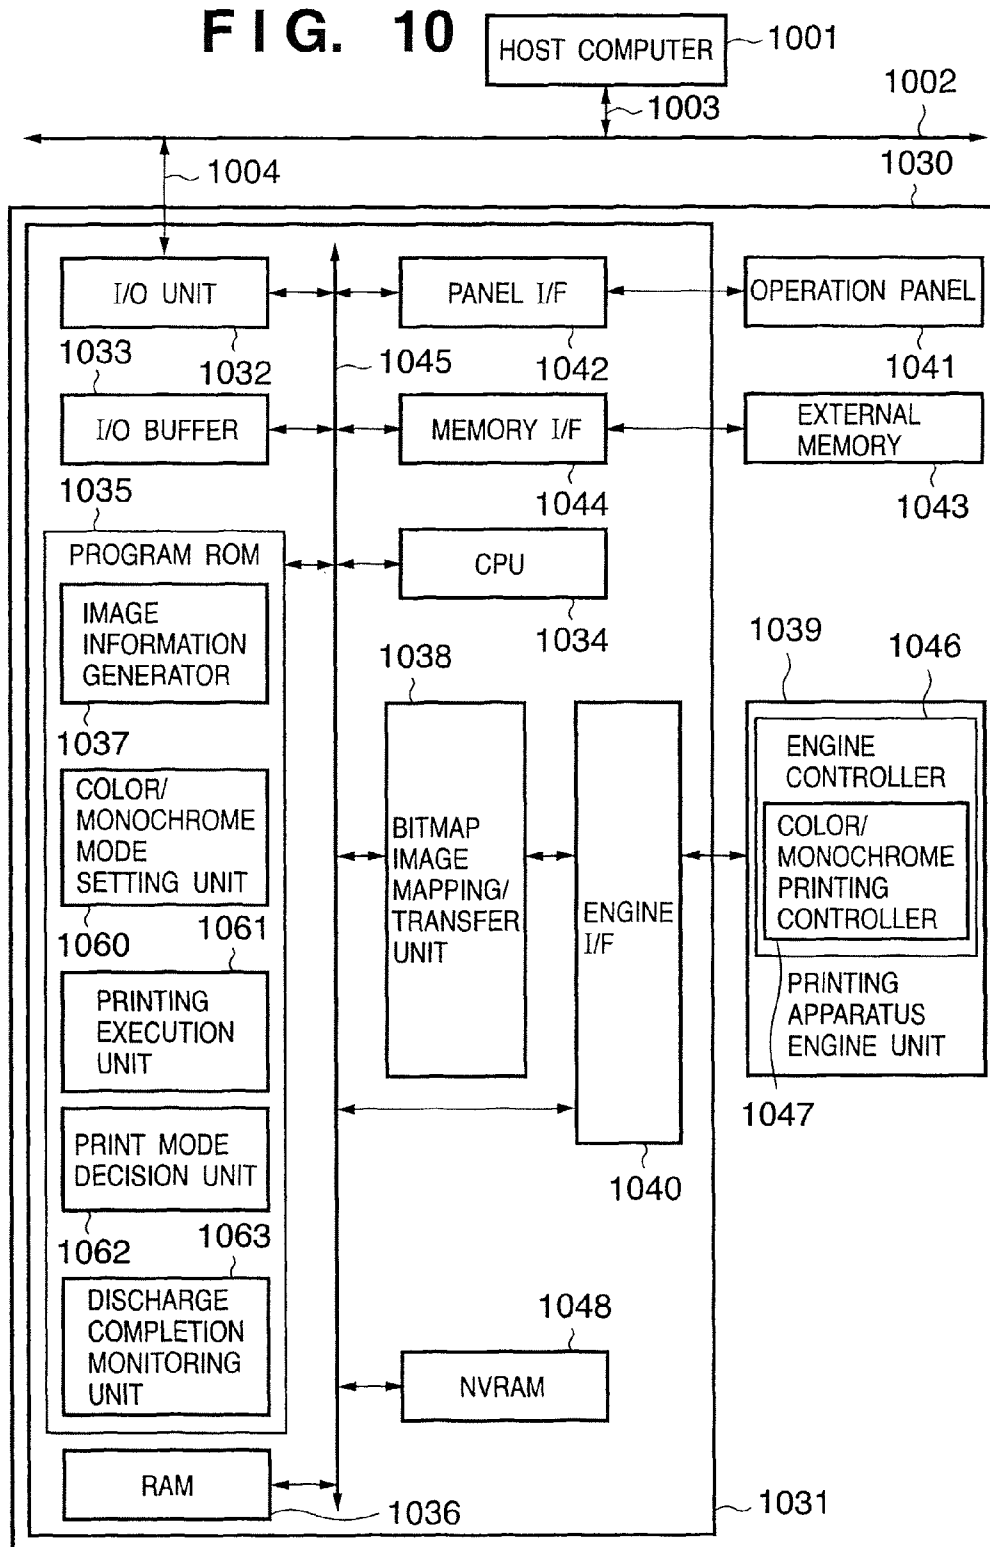 FIG. 10
HOST COMPUTER
1001
1003
1002
1004
1030
I/O UNIT
PANEL I/F
OPERATION PANEL
1033
1032
1045
1042
1041
I/O BUFFER
MEMORY I/F
EXTERNAL
MEMORY
1035
1044
1043
PROGRAM ROM
CPU
IMAGE
INFORMATION
GENERATOR
1034
1037
1038
1039
1046
COLOR/
MONOCHROME
MODE
SETTING UNIT
BITMAP
IMAGE
MAPPING/
TRANSFER
UNIT
ENGINE
I/F
ENGINE
CONTROLLER
COLOR/
MONOCHROME
PRINTING
CONTROLLER
1060
1061
PRINTING
EXECUTION
UNIT
PRINTING
APPARATUS
ENGINE UNIT
1047
PRINT MODE
DECISION UNIT
1040
1062
1063
DISCHARGE
COMPLETION
MONITORING
UNIT
1048
NVRAM
RAM
1036
1031